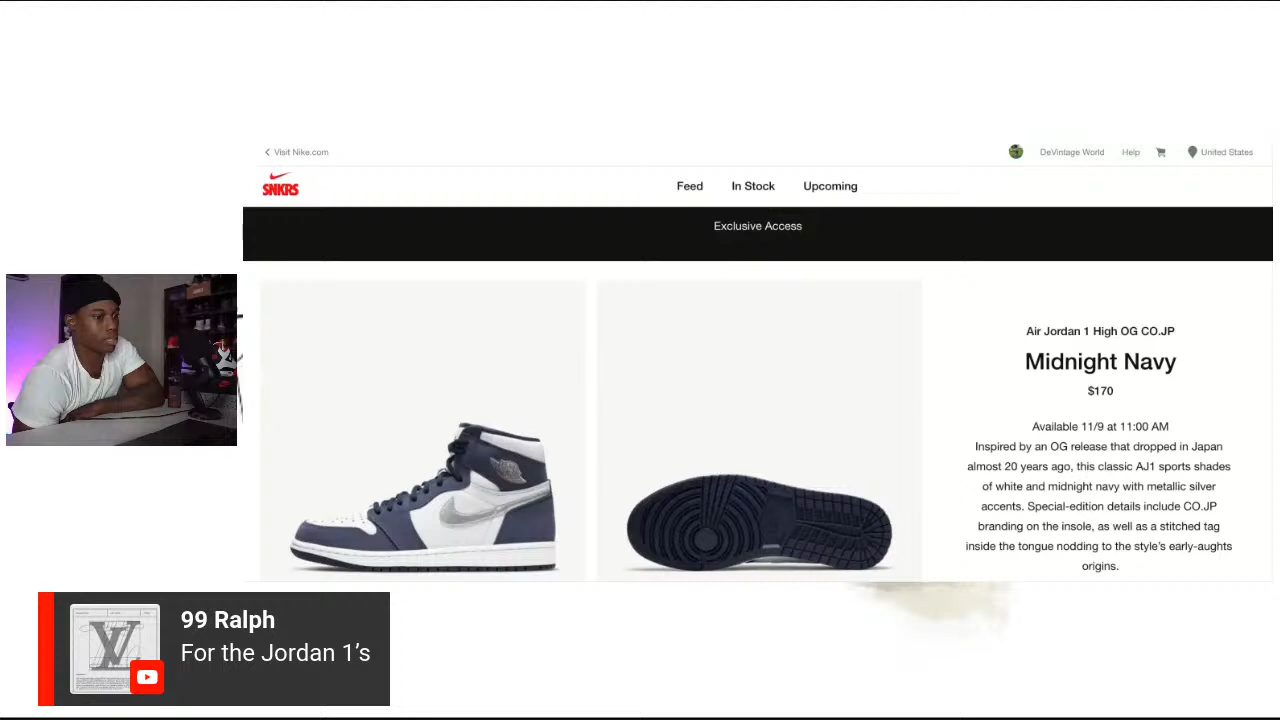 Visit Nike.com
DeVintage World
Help
United States
SNKRS
Feed
In Stock
Upcoming
Exclusive Access
Air Jordan 1 High OG CO.JP
Midnight Navy
$170
Available 11/9 at 11:00 AM
Inspired by an OG release that dropped in Japan
almost 20 years ago, this classic AJ1 sports shades
of white and midnight navy with metallic silver
accents. Special-edition details include CO.JP
branding on the insole, as well as a stitched tag
inside the tongue nodding to the style's early-aughts
origins.
99 Ralph
For the Jordan 1's